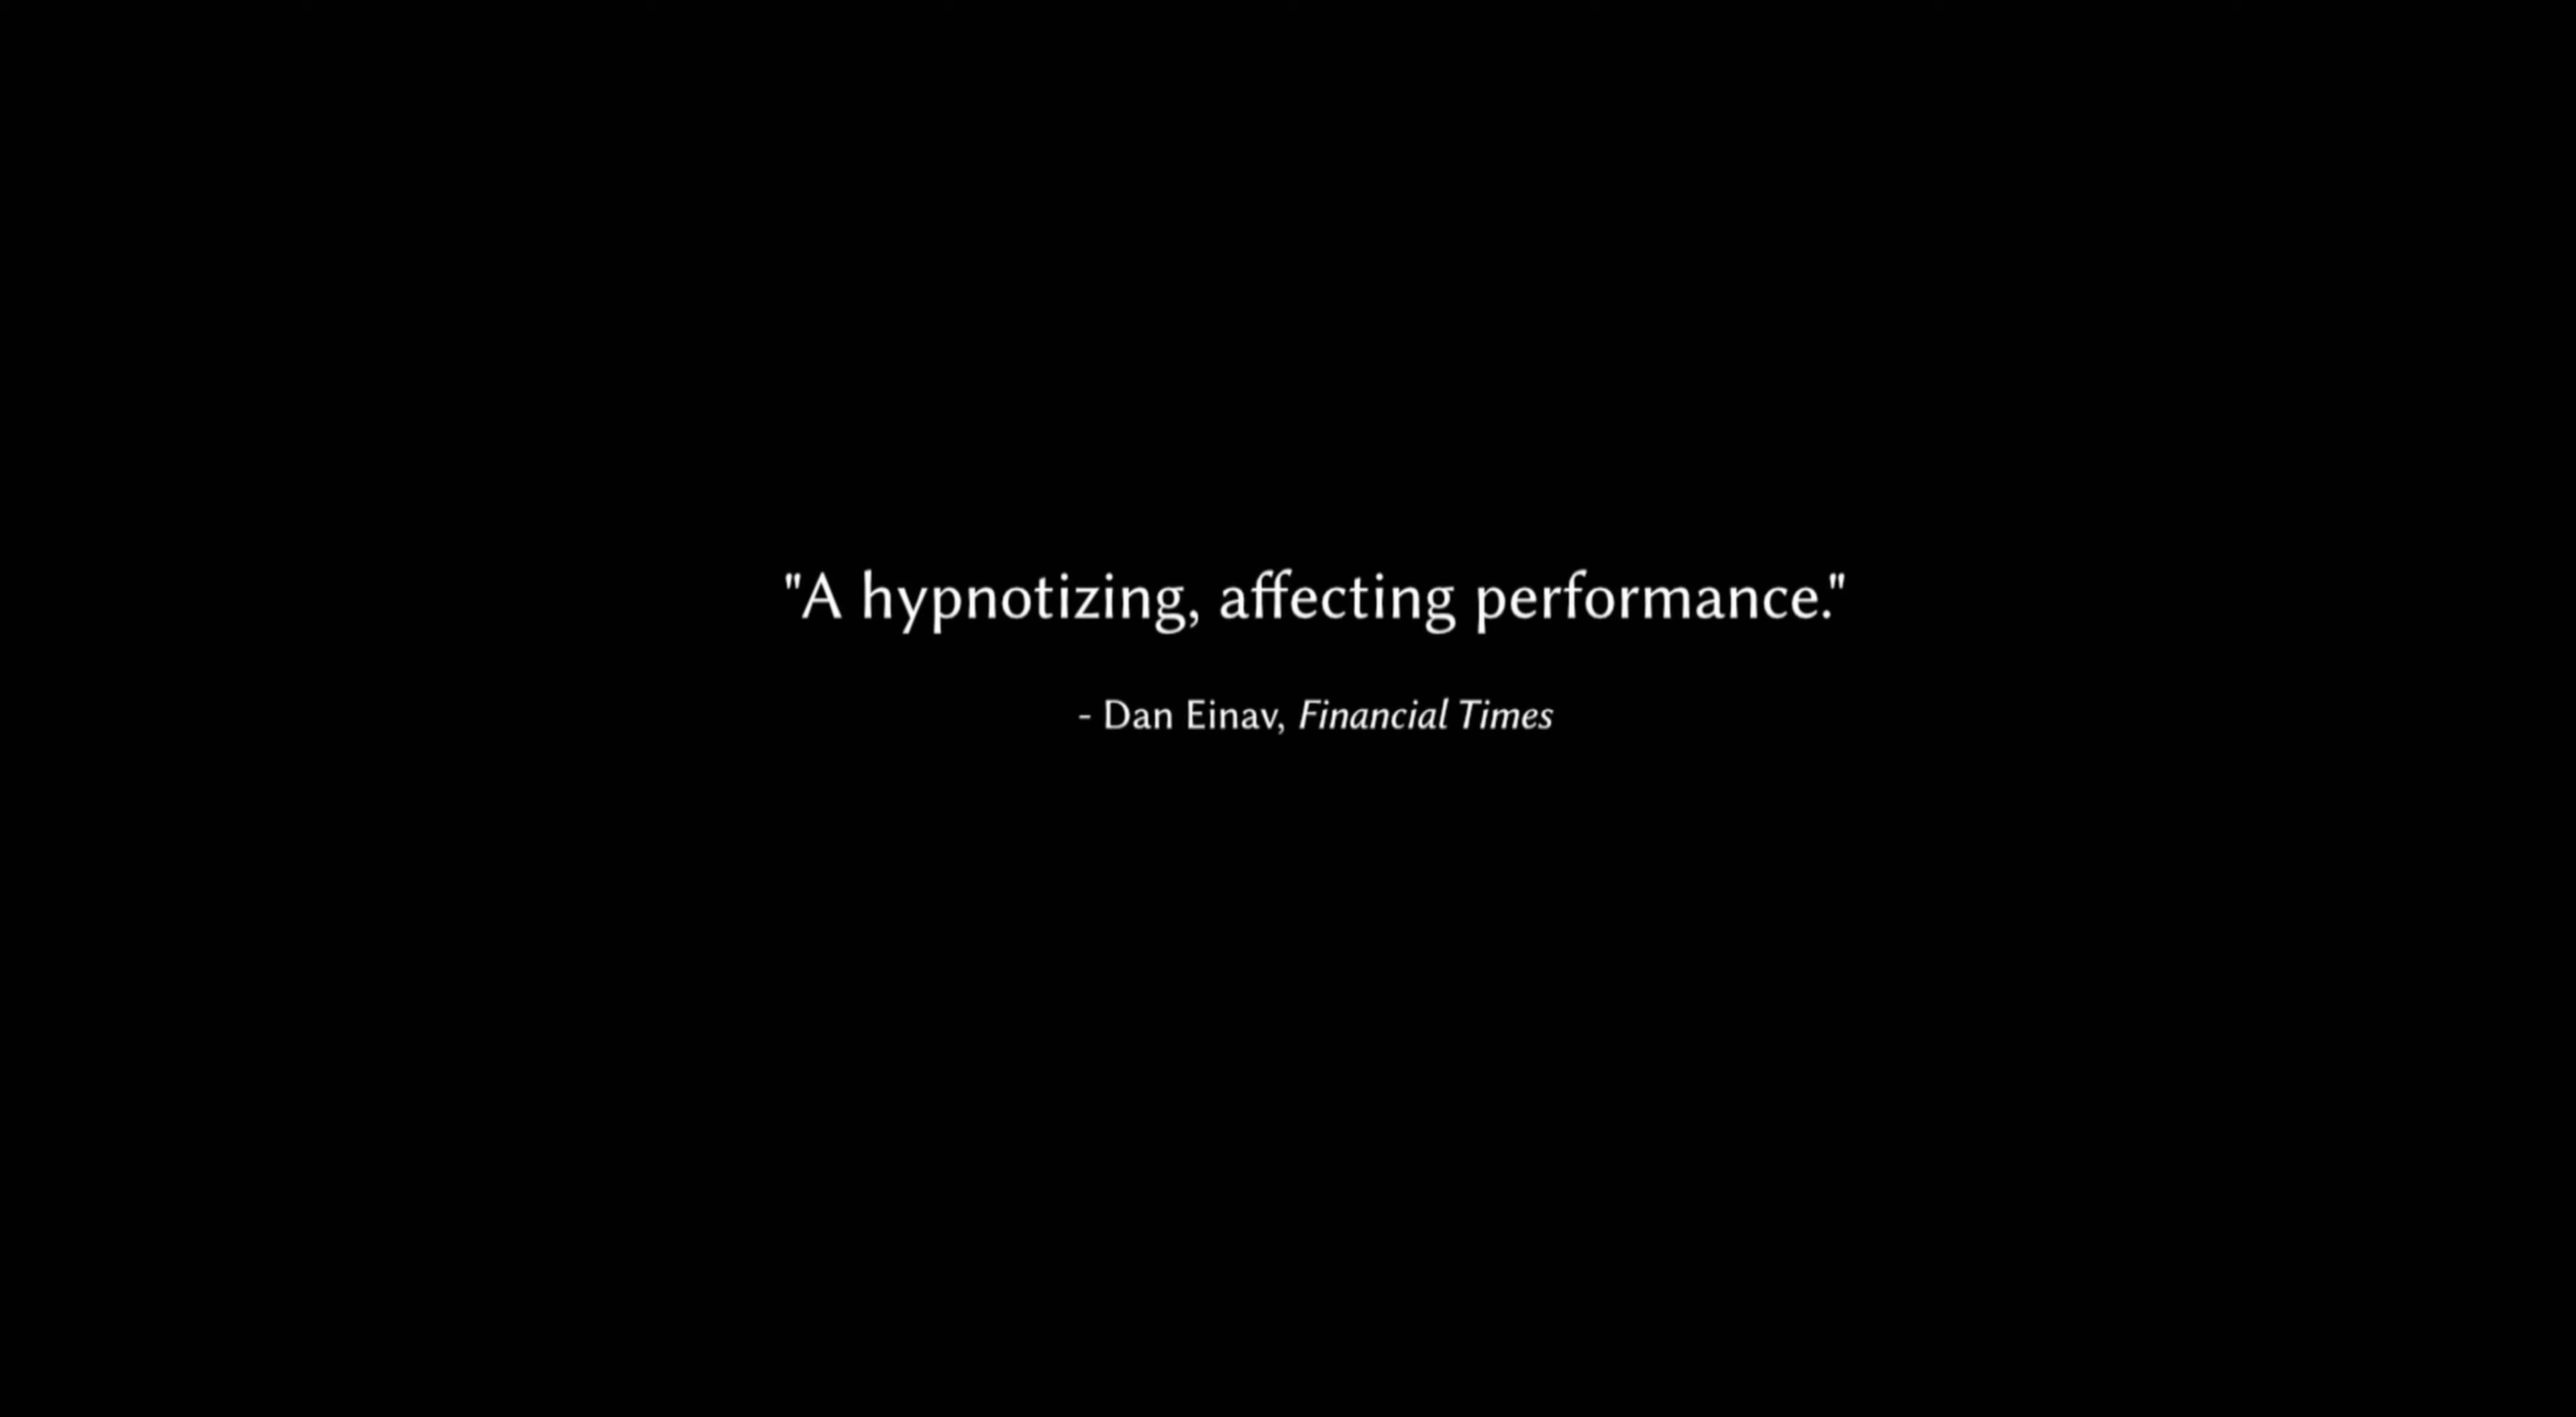 "A hypnotizing, affecting performance."
- Dan Einav, Financial Times